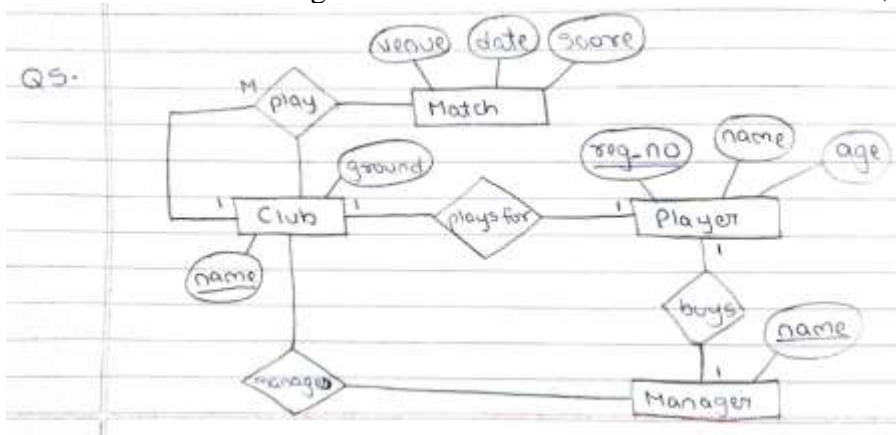 venue date score
Q5.
M play Match
reg_no name age
ground
1 Club 1 plays for 1 Player
name
1
buys
name
1
manages Manager